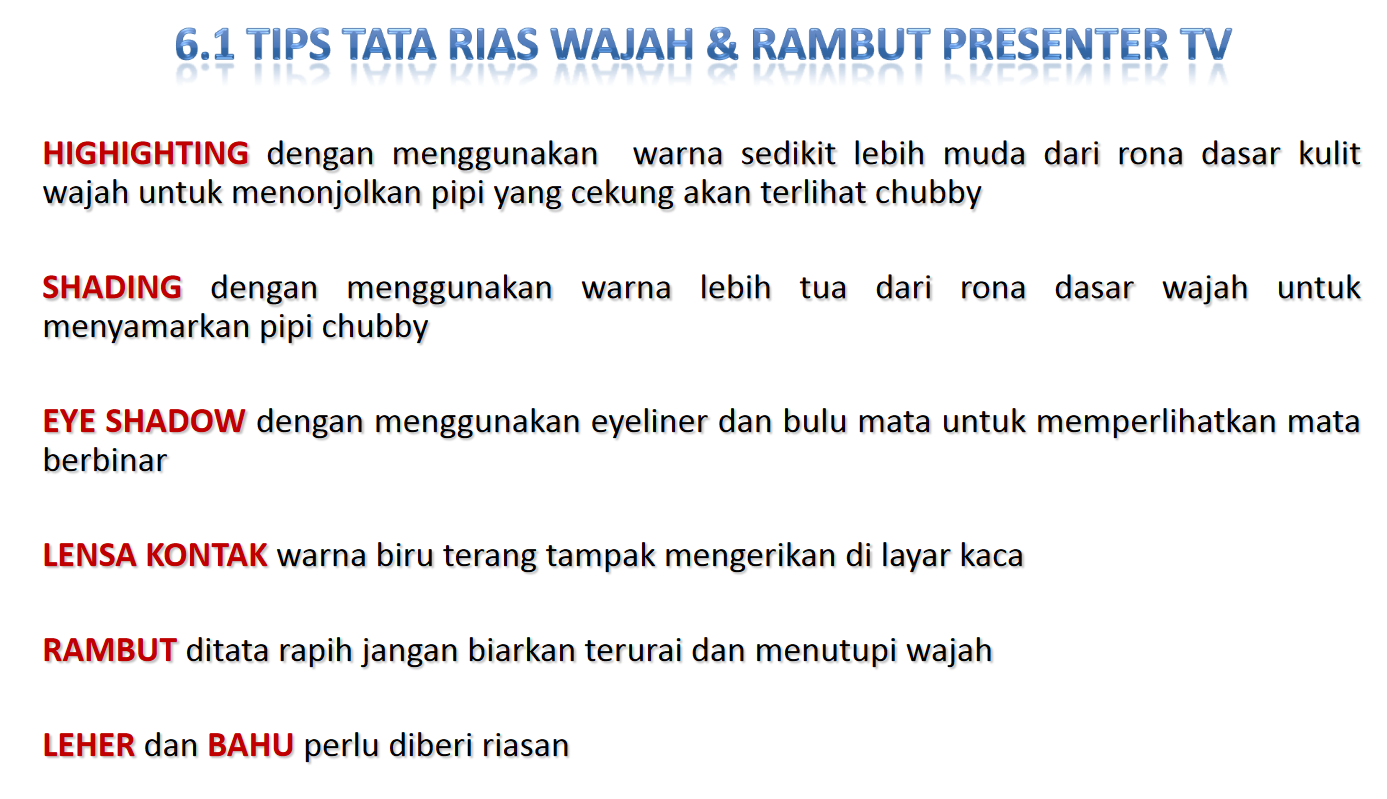 6.1 TIPS TATA RIAS WAJAH & RAMBUT PRESENTER TV
HIGHIGHTING dengan menggunakan warna sedikit lebih muda dari rona dasar kulit
wajah untuk menonjolkan pipi yang cekung akan terlihat chubby
SHADING dengan menggunakan warna lebih tua dari rona dasar wajah untuk
menyamarkan pipi chubby
EYE SHADOW dengan menggunakan eyeliner dan bulu mata untuk memperlihatkan mata
berbinar
LENSA KONTAK warna biru terang tampak mengerikan di layar kaca
RAMBUT ditata rapih jangan biarkan terurai dan menutupi wajah
LEHER dan BAHU perlu diberi riasan